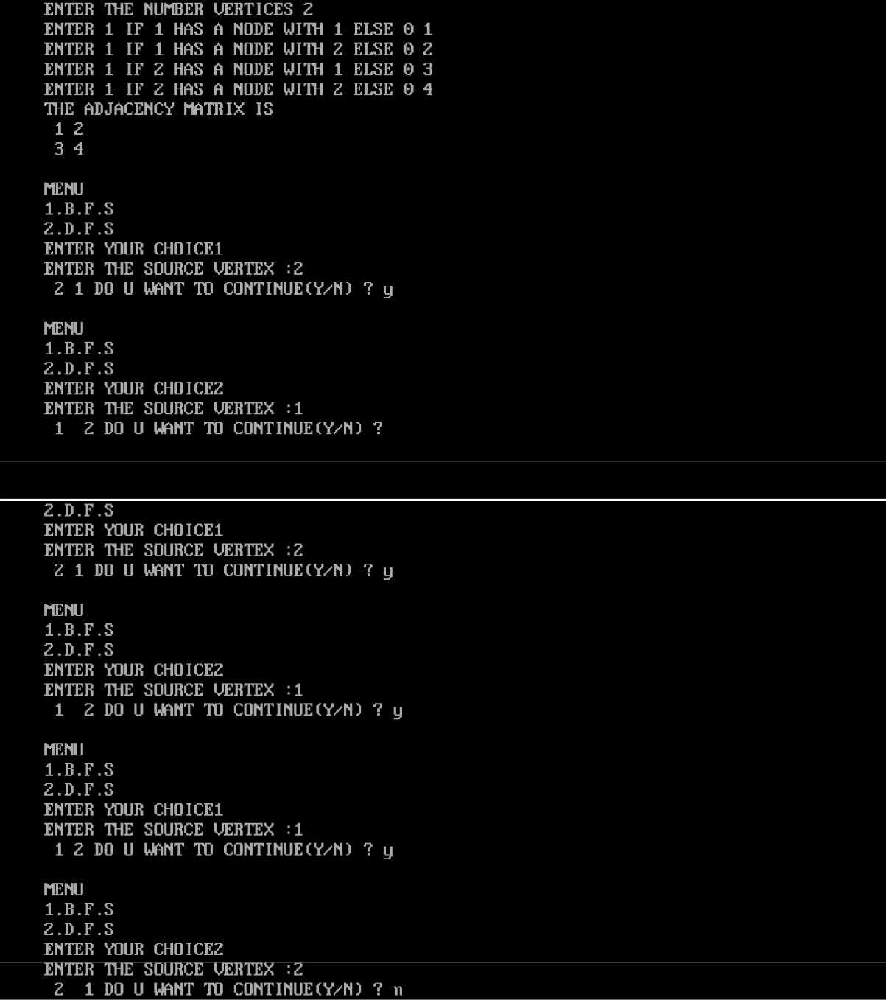 ENTER THE NUMBER VERTICES 2
ENTER 1 IF 1 HAS A NODE WITH 1 ELSE 0 1
ENTER 1 IF 1 HAS A NODE WITH 2 ELSE 0 2
ENTER 1 IF 2 HAS A NODE WITH 1 ELSE 0 3
ENTER 1 IF 2 HAS A NODE WITH 2 ELSE 0 4
THE ADJACENCY MATRIX IS
 1 2
 3 4
MENU
1.B.F.S
2.D.F.S
ENTER YOUR CHOICE1
ENTER THE SOURCE VERTEX :2
 2 1 DO U WANT TO CONTINUE(Y/N) ? y
MENU
1.B.F.S
2.D.F.S
ENTER YOUR CHOICE2
ENTER THE SOURCE VERTEX :1
 1  2 DO U WANT TO CONTINUE(Y/N) ?
2.D.F.S
ENTER YOUR CHOICE1
ENTER THE SOURCE VERTEX :2
 2 1 DO U WANT TO CONTINUE(Y/N) ? y
MENU
1.B.F.S
2.D.F.S
ENTER YOUR CHOICE2
ENTER THE SOURCE VERTEX :1
 1  2 DO U WANT TO CONTINUE(Y/N) ? y
MENU
1.B.F.S
2.D.F.S
ENTER YOUR CHOICE1
ENTER THE SOURCE VERTEX :1
 1 2 DO U WANT TO CONTINUE(Y/N) ? y
MENU
1.B.F.S
2.D.F.S
ENTER YOUR CHOICE2
ENTER THE SOURCE VERTEX :2
 2  1 DO U WANT TO CONTINUE(Y/N) ? n